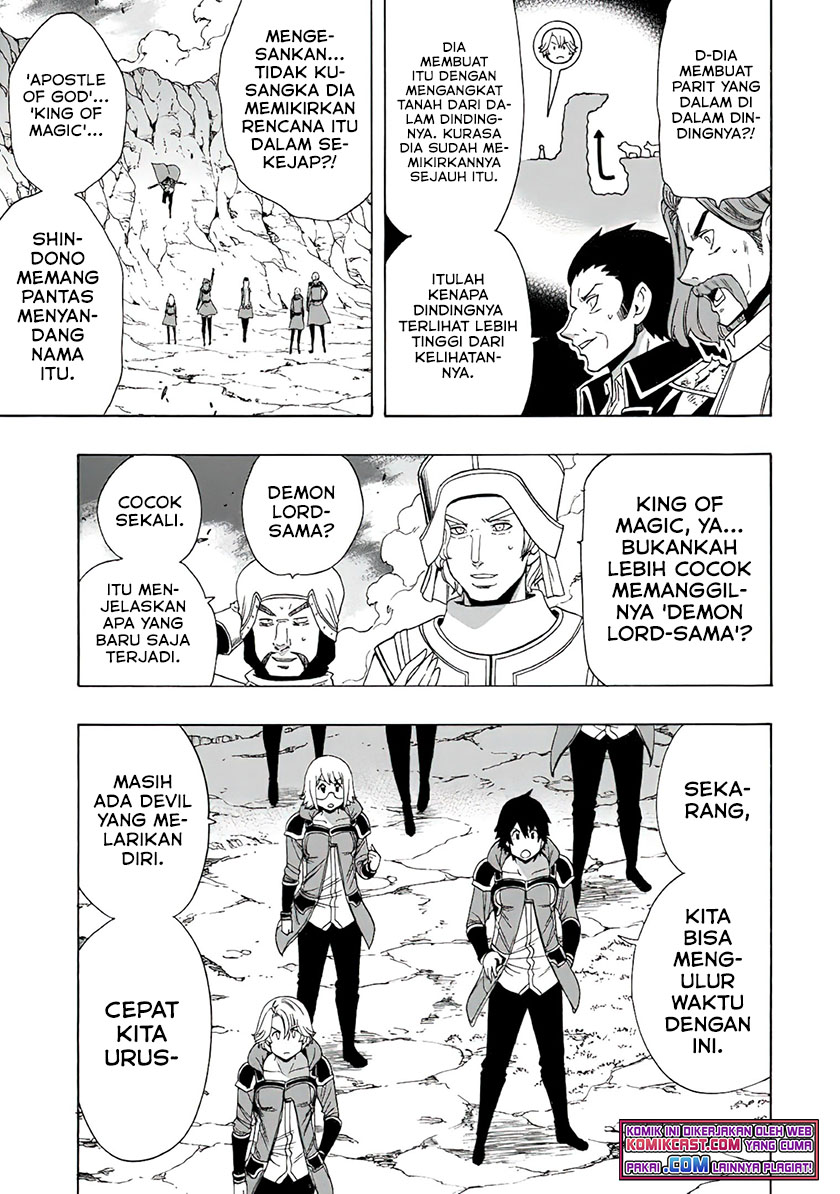 D-DIA
MEMBUAT
PARIT YANG
DALAM DI
DALAM DIN-
DINGNYA?!
DIA
MEMBUAT
ITU DENGAN
MENGANGKAT
TANAH DARI DA-
LAM DINDING-
NYA. KURASA
DIA SUDAH ME-
MIKIRKANNYA
SEJAUH ITU.
ITULAH
KENAPA
DINDINGNYA
TERLIHAT LEBIH
TINGGI DARI
KELIHATAN-
NYA.
MENGE-
SANKAN...
TIDAK KU-
SANGKA DIA
MEMIKIRKAN
RENCANA ITU
DALAM SE-
KEJAP?!
'APOSTLE
OF GOD'...
'KING OF
MAGIC'...
SHIN-
DONO
MEMANG
PANTAS
MENYAN-
DANG
NAMA
ITU.
KING OF
MAGIC, YA...
BUKANKAH
LEBIH COCOK
MEMANGGIL-
NYA 'DEMON
LORD-SAMA'?
DEMON
LORD-
SAMA?
COCOK
SEKALI.
ITU MEN-
JELASKAN
APA YANG
BARU SAJA
TERJADI.
SEKA-
RANG,
KITA
BISA
MENG-
ULUR
WAKTU
DENGAN
INI.
MASIH
ADA DEVIL
YANG ME-
LARIKAN
DIRI.
CEPAT
KITA
URUS-
KOMIK INI DIKERJAKAN OLEH WEB
KOMIKCAST.COM YANG CUMA
PAKAI .COM LAINNYA PLAGIAT!